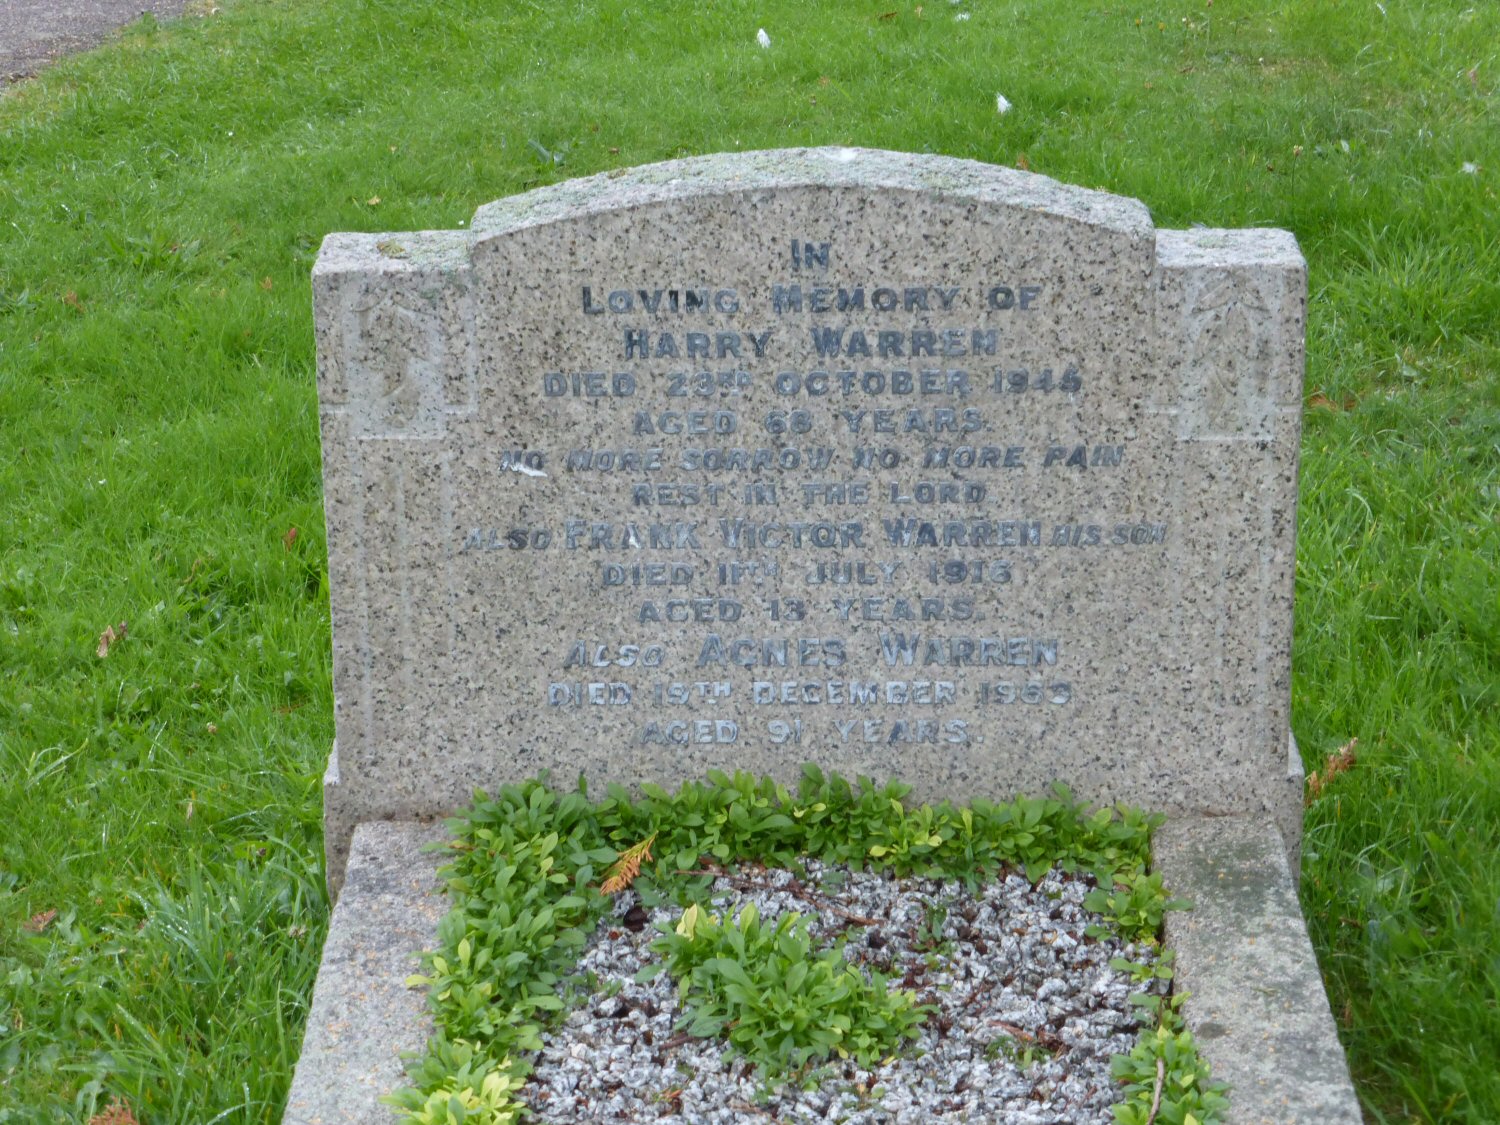 IN
LOVING MEMORY OF
HARRY WARREN
DIED 23RD OCTOBER 1945
AGED 68 YEARS.
NO MORE SORROW NO MORE PAIN
REST IN THE LORD
ALSO FRANK VICTOR WARREN HIS SON
DIED 11TH JULY 1916
AGED 13 YEARS.
ALSO AGNES WARREN
DIED 19TH DECEMBER 1969
AGED 91 YEARS.